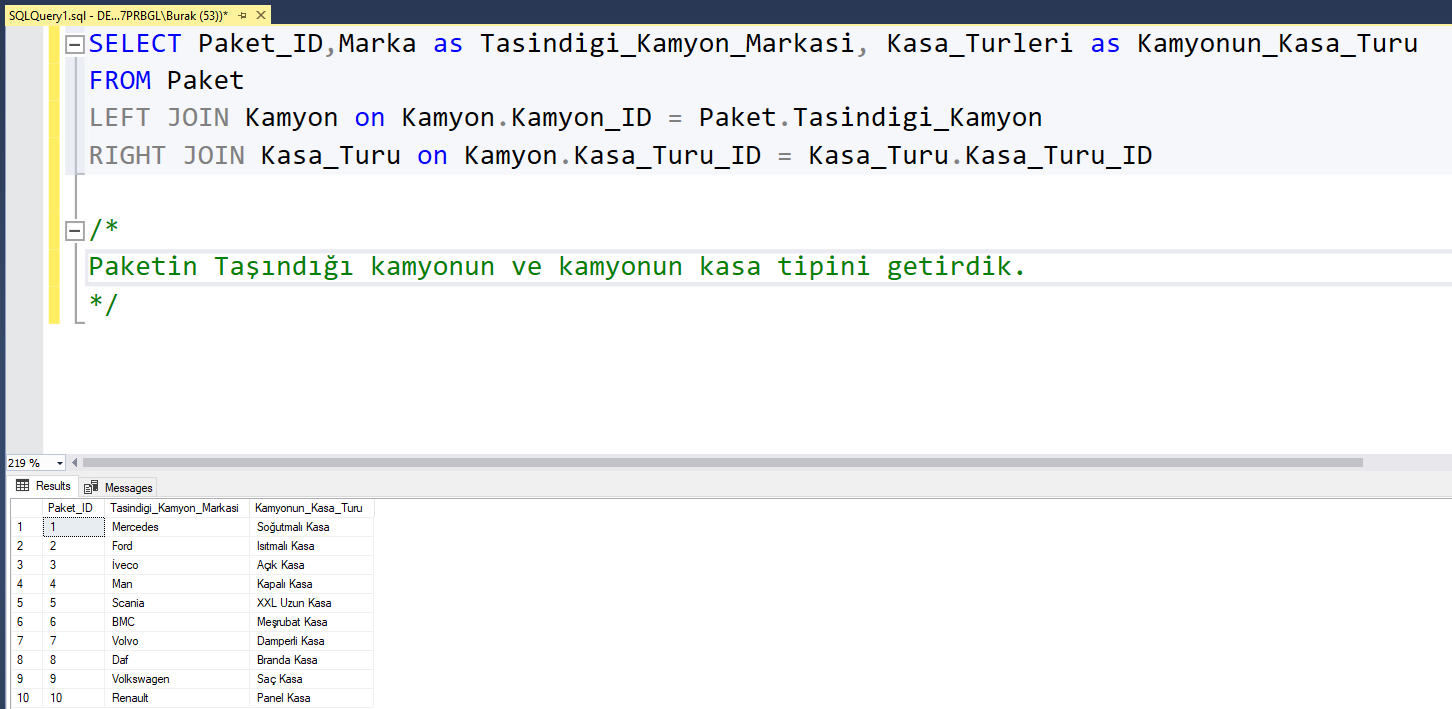 SQLQuery1.sql - DE...7PRBGL\Burak (53))*
SELECT Paket_ID,Marka as Tasindigi_Kamyon_Markasi, Kasa_Turleri as Kamyonun_Kasa_Turu
FROM Paket
LEFT JOIN Kamyon on Kamyon.Kamyon_ID = Paket.Tasindigi_Kamyon
RIGHT JOIN Kasa_Turu on Kamyon.Kasa_Turu_ID = Kasa_Turu.Kasa_Turu_ID
/*
Paketin Taşındığı kamyonun ve kamyonun kasa tipini getirdik.
*/
219 %
Results Messages
Paket_ID Tasindigi_Kamyon_Markasi Kamyonun_Kasa_Turu
1 1 Mercedes Soğutmalı Kasa
2 2 Ford Isıtmalı Kasa
3 3 İveco Açık Kasa
4 4 Man Kapalı Kasa
5 5 Scania XXL Uzun Kasa
6 6 BMC Meşrubat Kasa
7 7 Volvo Damperli Kasa
8 8 Daf Branda Kasa
9 9 Volkswagen Saç Kasa
10 10 Renault Panel Kasa